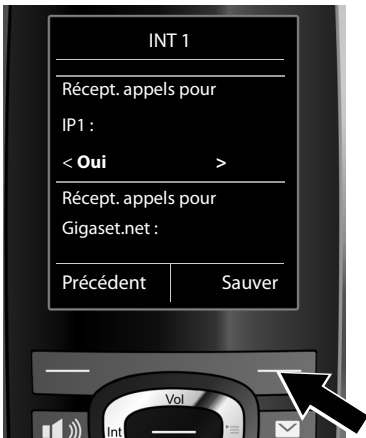 INT 1
Récept. appels pour
IP1 :
< Oui >
Récept. appels pour
Gigaset.net :
Précédent Sauver
Vol
Int